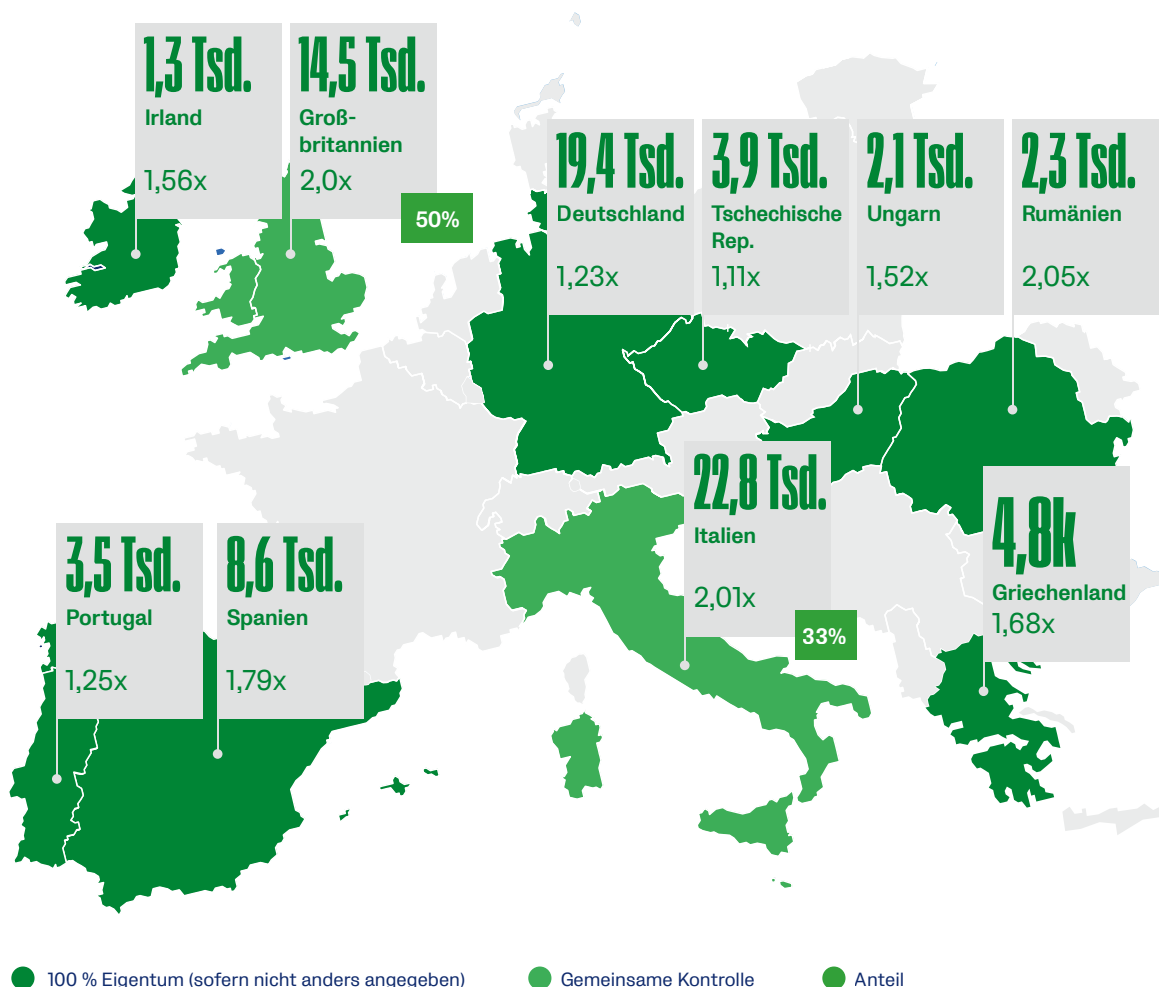 1,3 Tsd.
Irland
1,56x
14,5 Tsd.
Groß-
britannien
2,0x
50%
19,4 Tsd.
Deutschland
1,23x
3,9 Tsd.
Tschechische
Rep.
1,11x
2,1 Tsd.
Ungarn
1,52x
2,3 Tsd.
Rumänien
2,05x
22,8 Tsd.
Italien
2,01x
33%
4,8k
Griechenland
1,68x
3,5 Tsd.
Portugal
1,25x
8,6 Tsd.
Spanien
1,79x
100 % Eigentum (sofern nicht anders angegeben)
Gemeinsame Kontrolle
Anteil